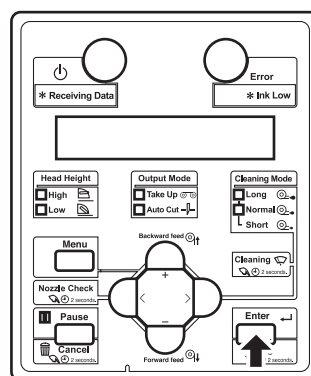 Error
* Receiving Data
* Ink Low
Head Height
High
Low
Output Mode
Take Up
Auto Cut
Cleaning Mode
Long
Normal
Short
Menu
Backward feed
+
< >
−
Forward feed
Cleaning
2 seconds.
Nozzle Check
2 seconds.
Pause
Cancel
2 seconds.
Enter
2 seconds.